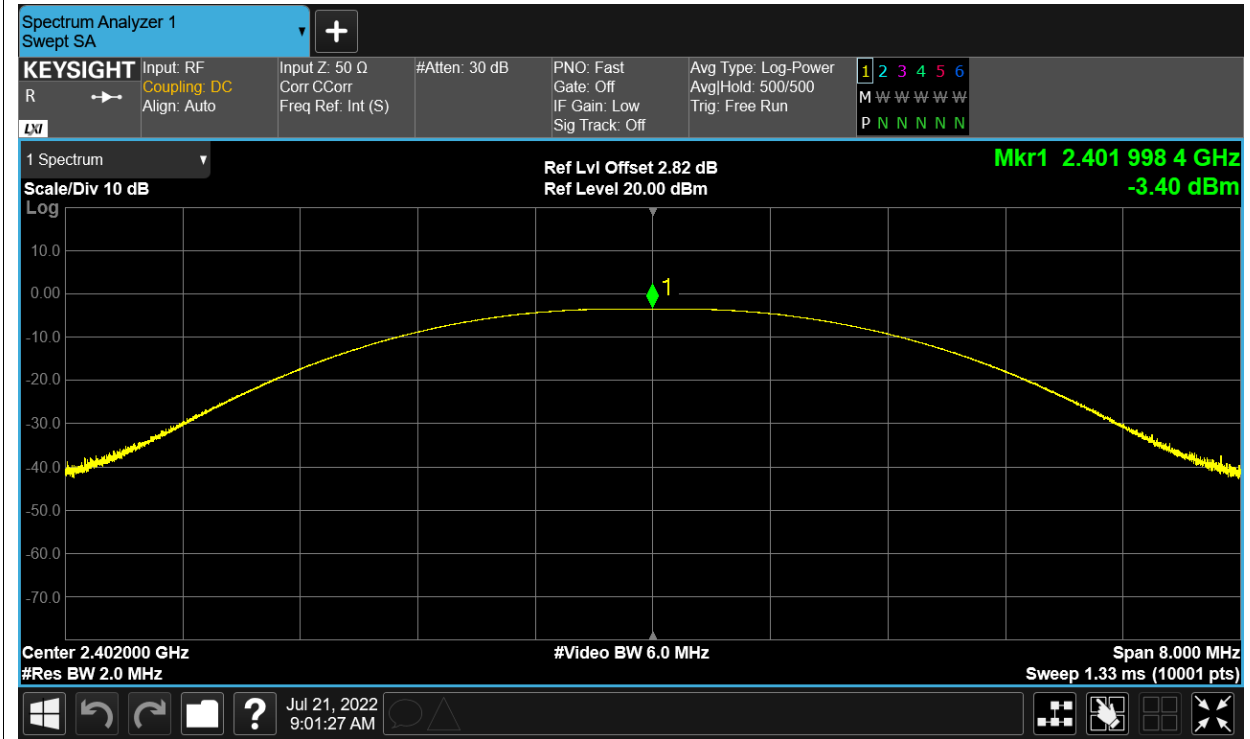 Spectrum Analyzer 1
Swept SA
KEYSIGHT
R
LXI
Input: RF
Coupling: DC
Align: Auto
Input Z: 50 Ω
Corr CCorr
Freq Ref: Int (S)
#Atten: 30 dB
PNO: Fast
Gate: Off
IF Gain: Low
Sig Track: Off
Avg Type: Log-Power
Avg|Hold: 500/500
Trig: Free Run
1 2 3 4 5 6
M W W W W W
P N N N N N
1 Spectrum
Scale/Div 10 dB
Log
Ref Lvl Offset 2.82 dB
Ref Level 20.00 dBm
Mkr1 2.401 998 4 GHz
-3.40 dBm
10.0
0.00
-10.0
-20.0
-30.0
-40.0
-50.0
-60.0
-70.0
1
Center 2.402000 GHz
#Res BW 2.0 MHz
#Video BW 6.0 MHz
Span 8.000 MHz
Sweep 1.33 ms (10001 pts)
?
Jul 21, 2022
9:01:27 AM